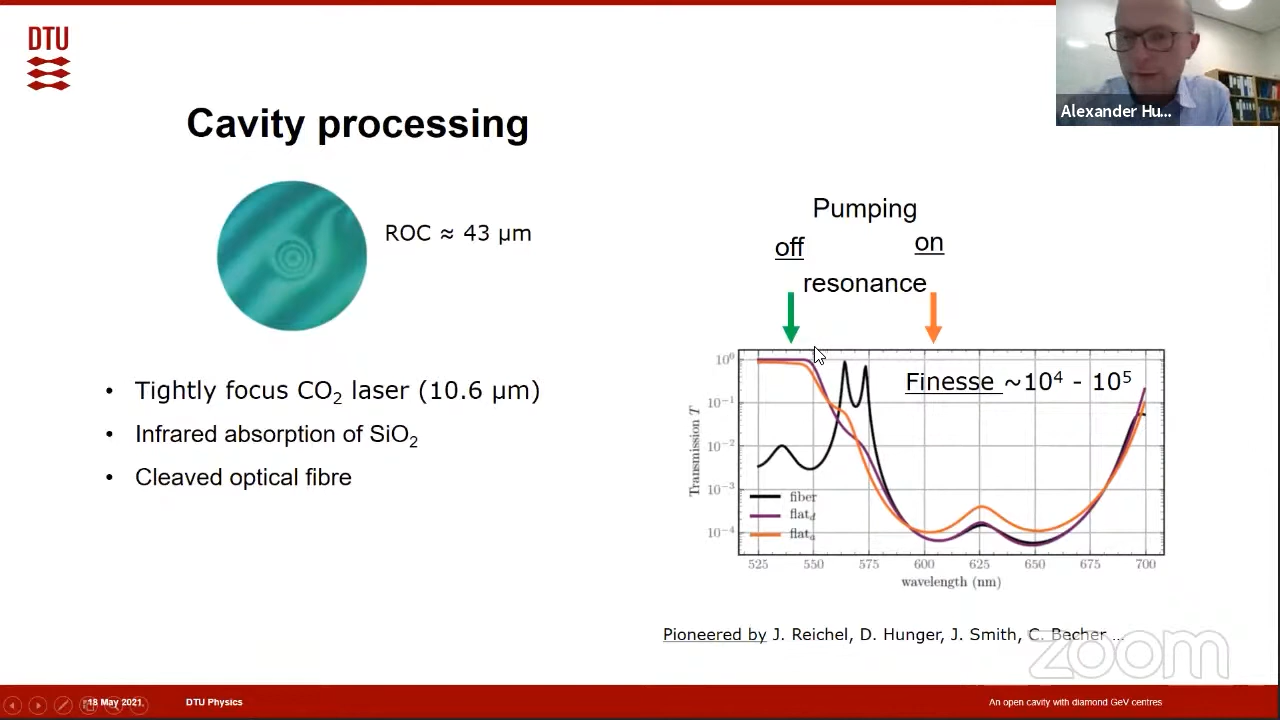 DTU
Alexander Hu...
Cavity processing
ROC ≈ 43 µm
• Tightly focus CO₂ laser (10.6 µm)
• Infrared absorption of SiO₂
• Cleaved optical fibre
Pumping
off on
resonance
Finesse ~10⁴ - 10⁵
Transmission T
10⁰
10⁻¹
10⁻²
10⁻³
10⁻⁴
fiber
flat_d
flat_a
525 550 575 600 625 650 675 700
wavelength (nm)
Pioneered by J. Reichel, D. Hunger, J. Smith, C. Becher ...
zoom
18 May 2021 DTU Physics An open cavity with diamond GeV centres